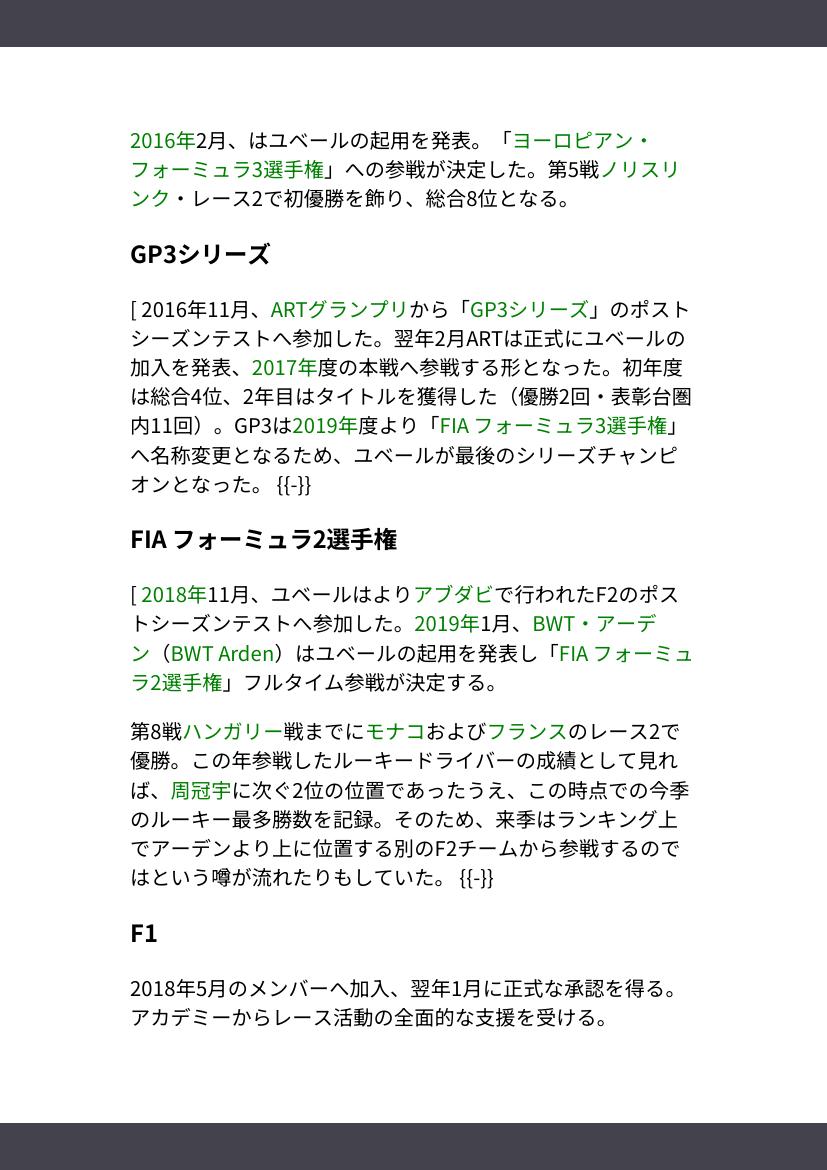 2016年2月、はユベールの起用を発表。「ヨーロピアン・
フォーミュラ3選手権」への参戦が決定した。第5戦ノリスリ
ンク・レース2で初優勝を飾り、総合8位となる。
GP3シリーズ
[ 2016年11月、ARTグランプリから「GP3シリーズ」のポスト
シーズンテストへ参加した。翌年2月ARTは正式にユベールの
加入を発表、2017年度の本戦へ参戦する形となった。初年度
は総合4位、2年目はタイトルを獲得した（優勝2回・表彰台圏
内11回）。GP3は2019年度より「FIA フォーミュラ3選手権」
へ名称変更となるため、ユベールが最後のシリーズチャンピ
オンとなった。 {{-}}
FIA フォーミュラ2選手権
[ 2018年11月、ユベールはよりアブダビで行われたF2のポス
トシーズンテストへ参加した。2019年1月、BWT・アーデ
ン（BWT Arden）はユベールの起用を発表し「FIA フォーミュ
ラ2選手権」フルタイム参戦が決定する。
第8戦ハンガリー戦までにモナコおよびフランスのレース2で
優勝。この年参戦したルーキードライバーの成績として見れ
ば、周冠宇に次ぐ2位の位置であったうえ、この時点での今季
のルーキー最多勝数を記録。そのため、来季はランキング上
でアーデンより上に位置する別のF2チームから参戦するので
はという噂が流れたりもしていた。 {{-}}
F1
2018年5月のメンバーへ加入、翌年1月に正式な承認を得る。
アカデミーからレース活動の全面的な支援を受ける。